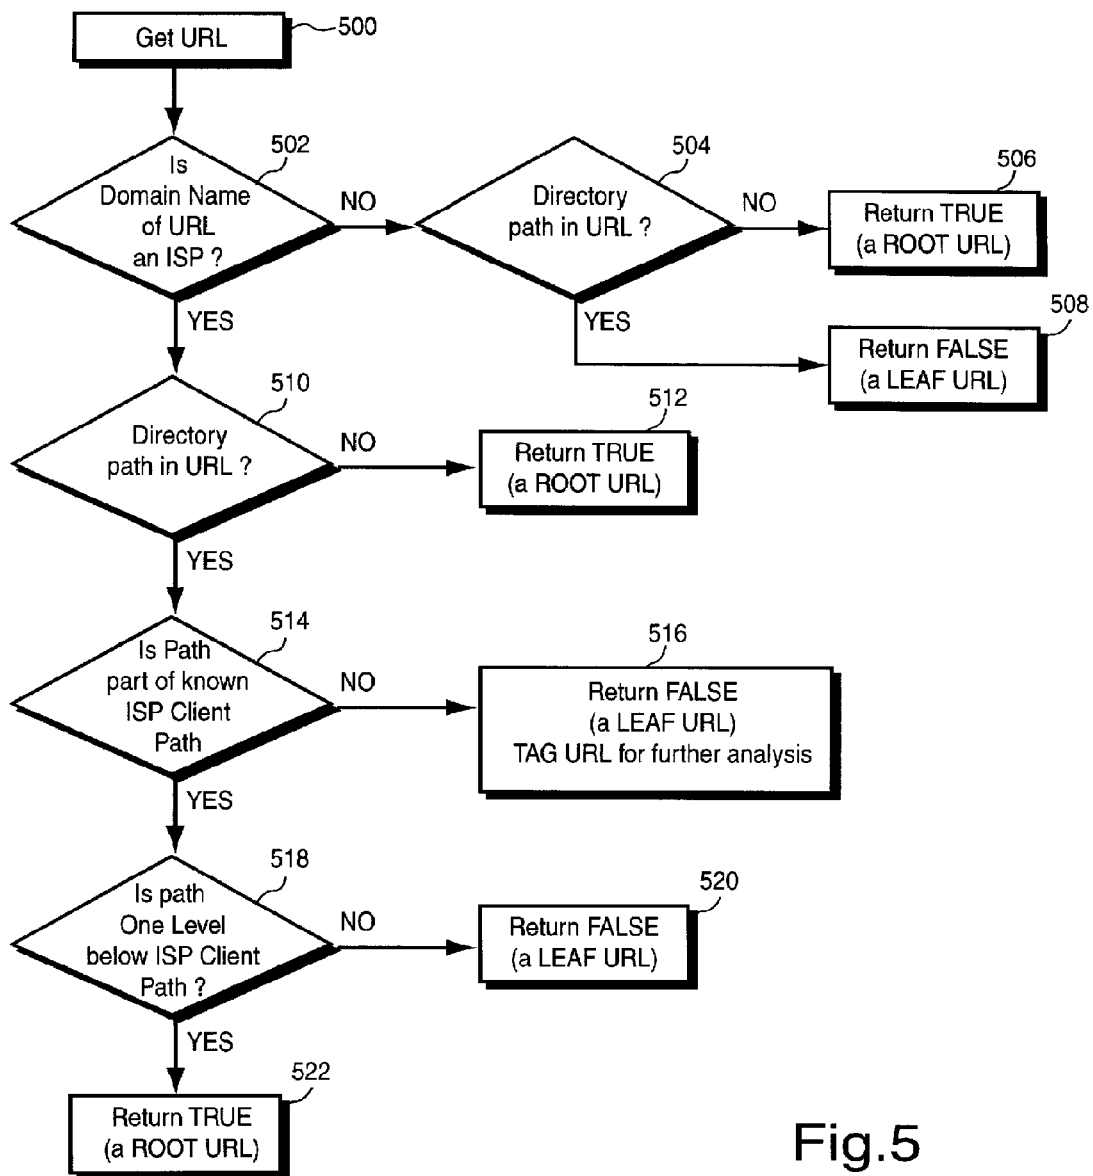 Get URL
500
Is
Domain Name
of URL
an ISP ?
502
NO
YES
Directory
path in URL ?
504
NO
YES
Return TRUE
(a ROOT URL)
506
Return FALSE
(a LEAF URL)
508
Directory
path in URL ?
510
NO
YES
Return TRUE
(a ROOT URL)
512
Is Path
part of known
ISP Client
Path
514
NO
YES
Return FALSE
(a LEAF URL)
TAG URL for further analysis
516
Is path
One Level
below ISP Client
Path ?
518
NO
YES
Return FALSE
(a LEAF URL)
520
Return TRUE
(a ROOT URL)
522
Fig.5